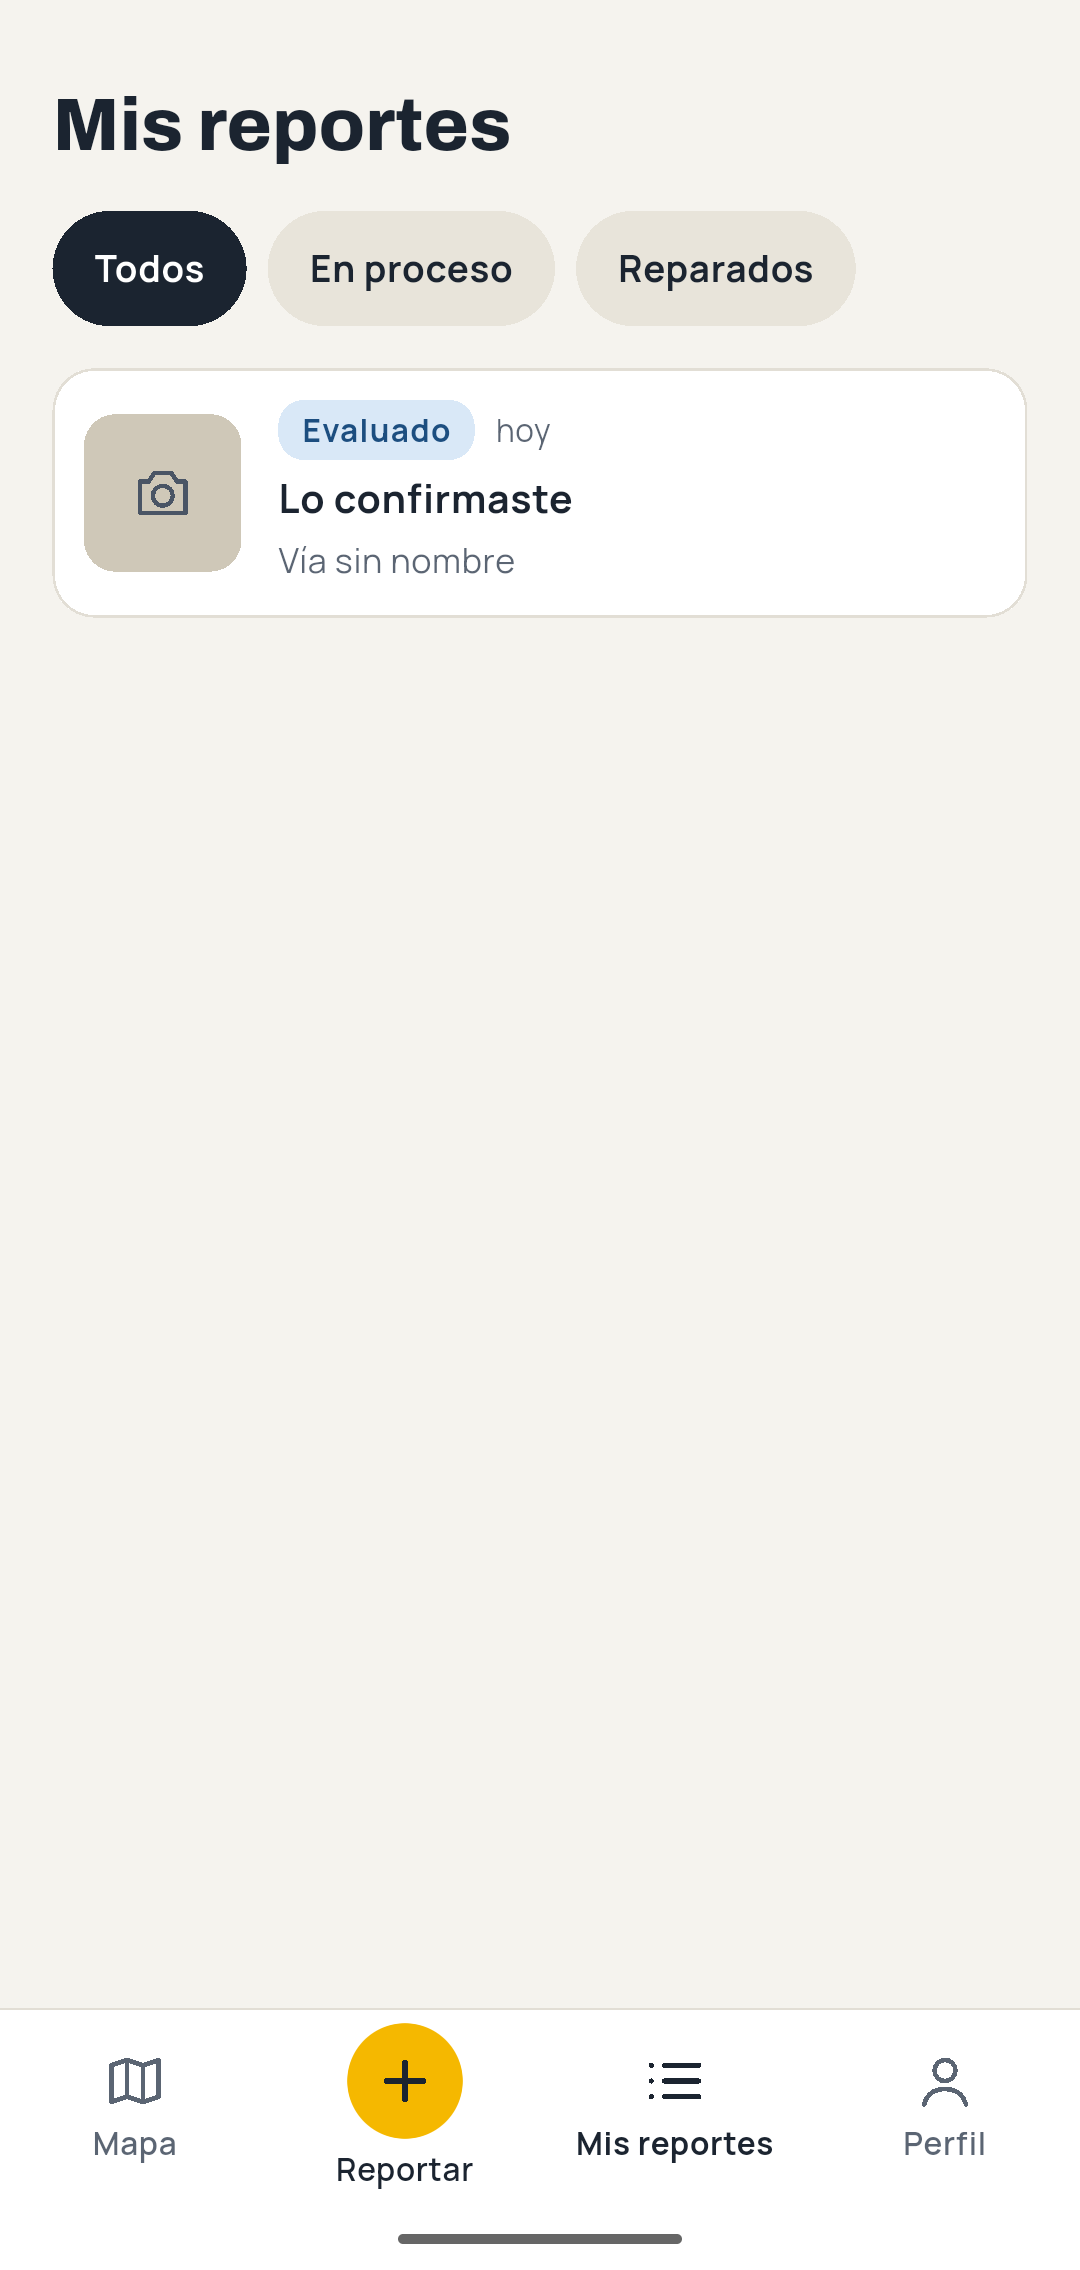 Mis reportes
Todos
En proceso
Reparados
Evaluado hoy
Lo confirmaste
Vía sin nombre
Mapa
Reportar
Mis reportes
Perfil